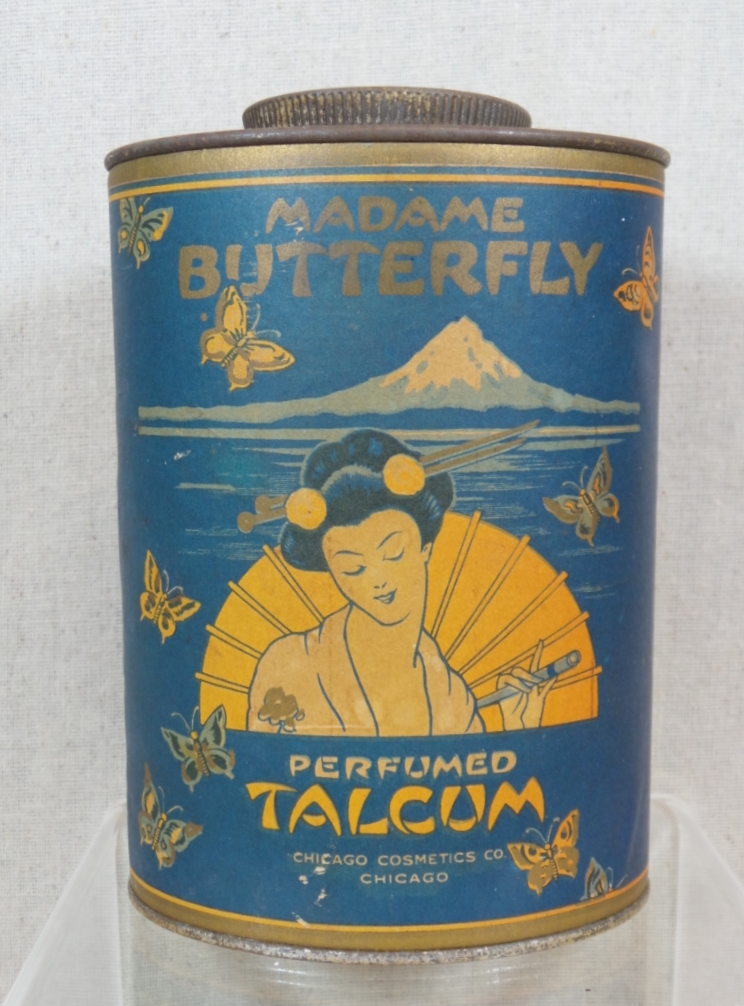 MADAME
BUTTERFLY
PERFUMED
TALCUM
CHICAGO COSMETICS CO.
CHICAGO